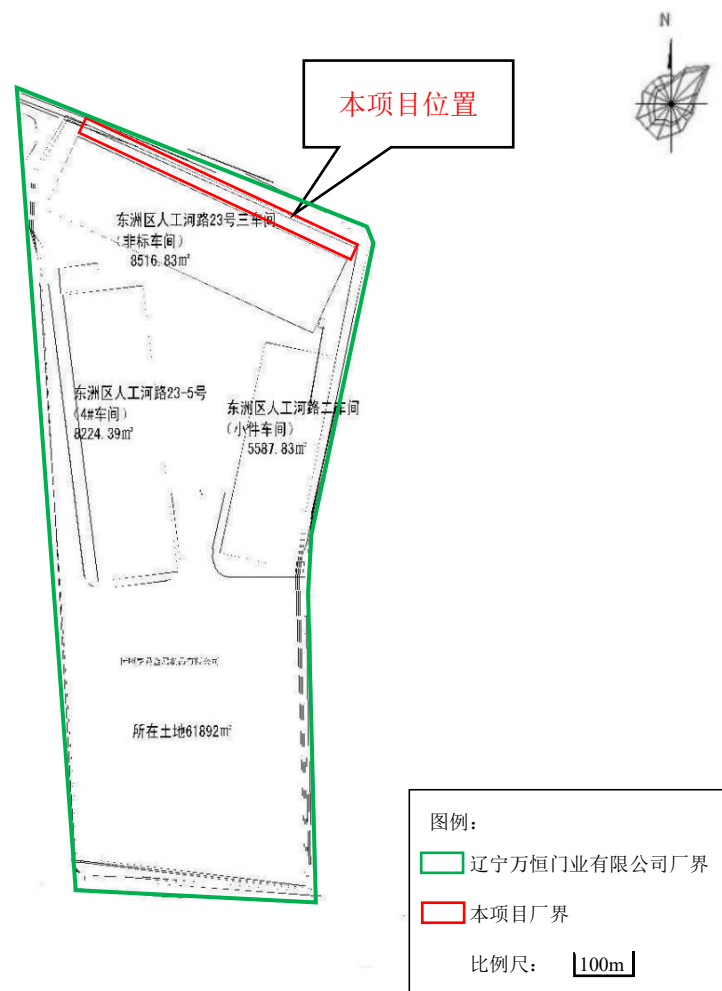 N
本项目位置
东洲区人工河路23号三车间
(非标车间)
8516.83㎡
东洲区人工河路23-5号
(4#车间)
8224.39㎡
东洲区人工河路二车间
(小件车间)
5587.83㎡
所在土地61892㎡
图例:
辽宁万恒门业有限公司厂界
本项目厂界
比例尺: 100m